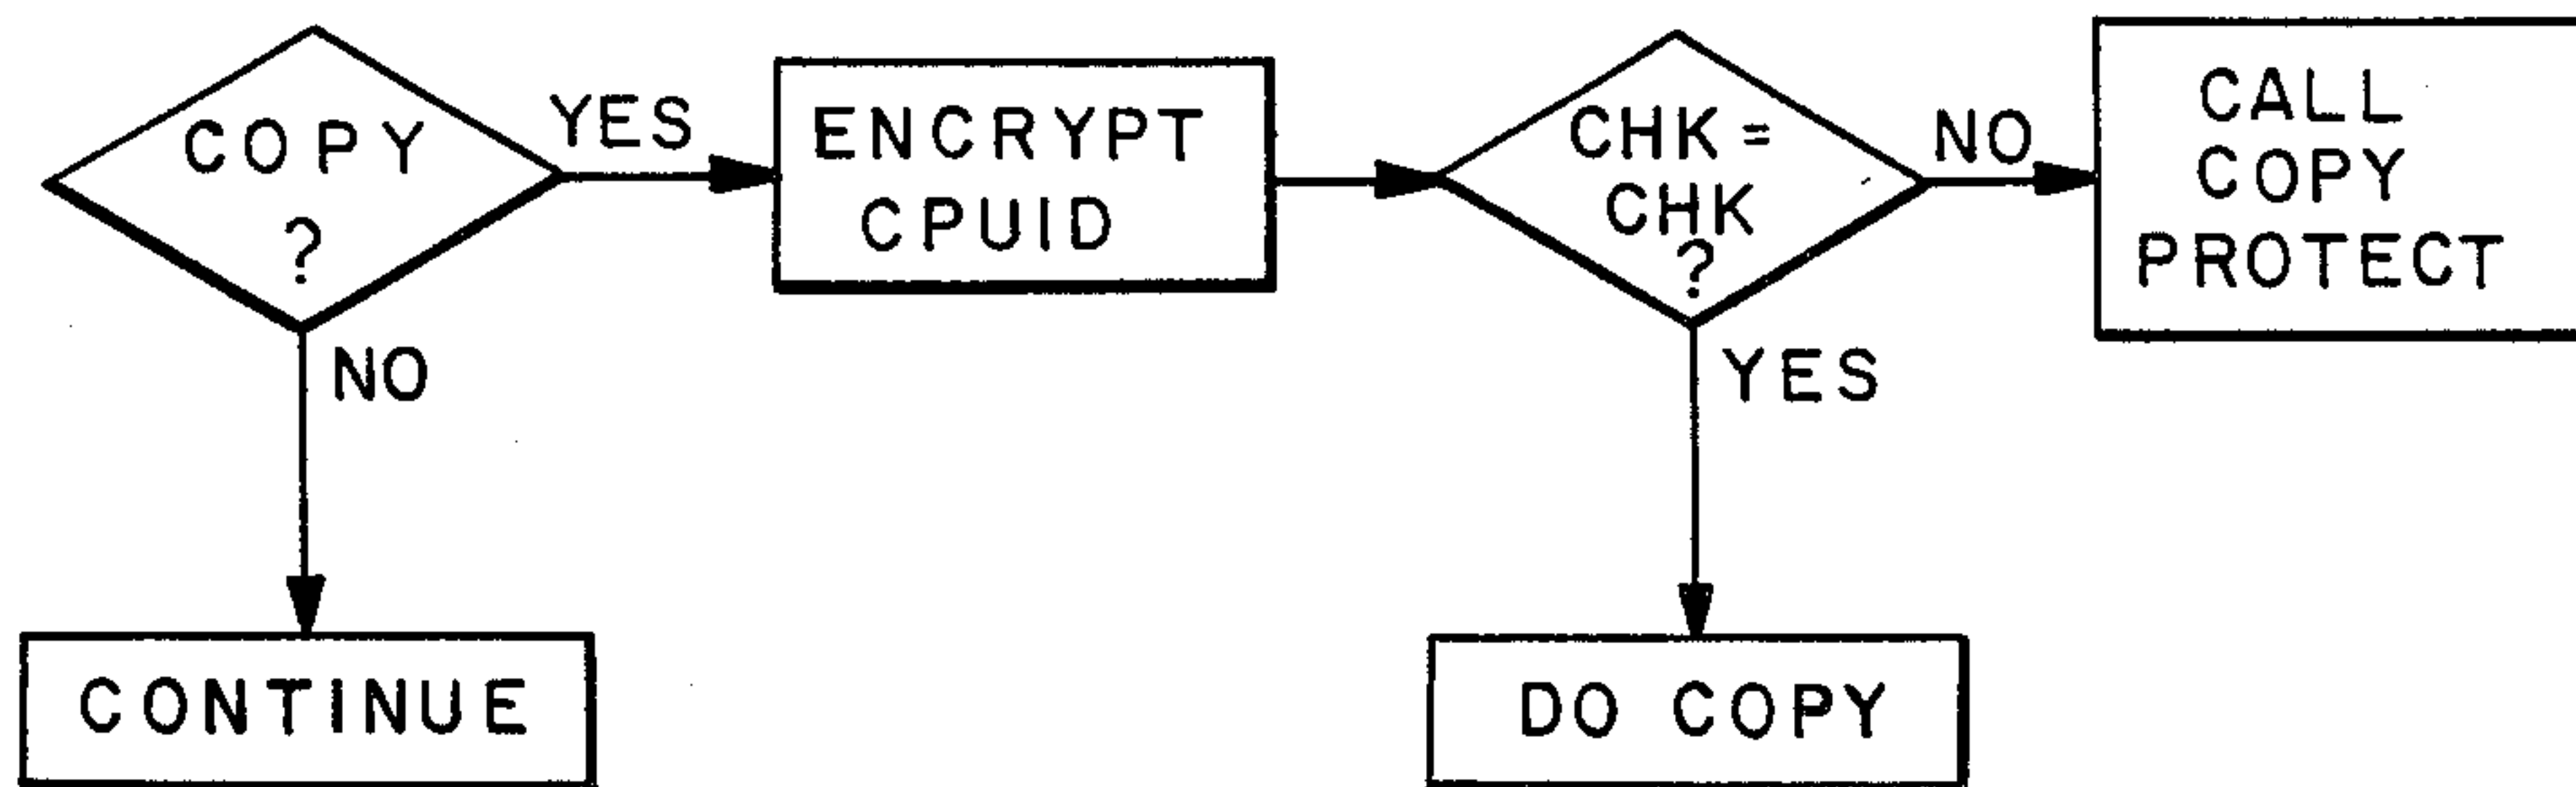 COPY
?
YES
NO
CONTINUE
ENCRYPT
CPUID
CHK =
CHK
?
NO
YES
DO COPY
CALL
COPY
PROTECT